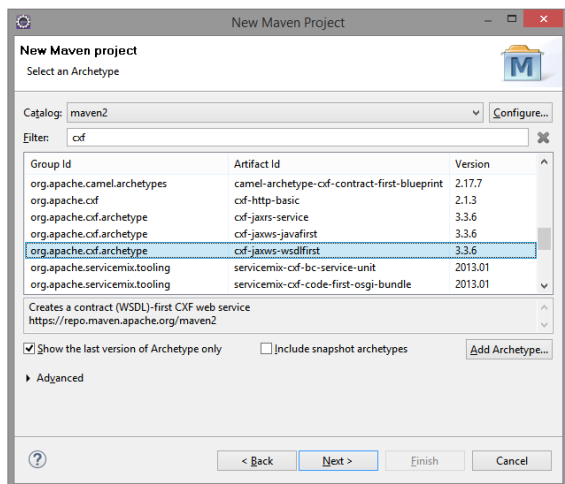 New Maven Project
New Maven project
Select an Archetype
M
Catalog: maven2 Configure...
Filter: cxf
Group Id Artifact Id Version
org.apache.camel.archetypes camel-archetype-cxf-contract-first-blueprint 2.17.7
org.apache.cxf cxf-http-basic 2.1.3
org.apache.cxf.archetype cxf-jaxrs-service 3.3.6
org.apache.cxf.archetype cxf-jaxws-javafirst 3.3.6
org.apache.cxf.archetype cxf-jaxws-wsdlfirst 3.3.6
org.apache.servicemix.tooling servicemix-cxf-bc-service-unit 2013.01
org.apache.servicemix.tooling servicemix-cxf-code-first-osgi-bundle 2013.01
Creates a contract (WSDL)-first CXF web service
https://repo.maven.apache.org/maven2
Show the last version of Archetype only Include snapshot archetypes Add Archetype...
Advanced
? < Back Next > Finish Cancel